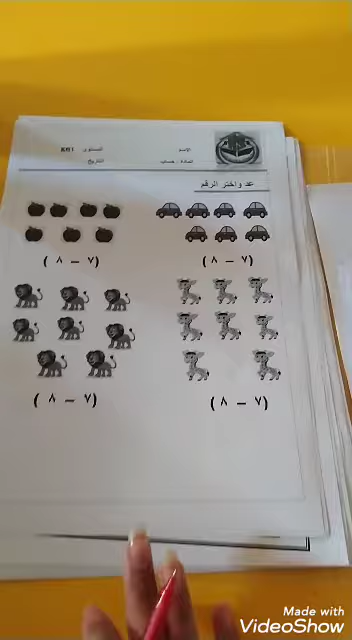 الاسم المستوى KG1
المادة : حساب التاريخ
عد واختر الرقم
(٧ – ٨) (٧ – ٨)
(٧ – ٨) (٧ – ٨)
Made with
VideoShow